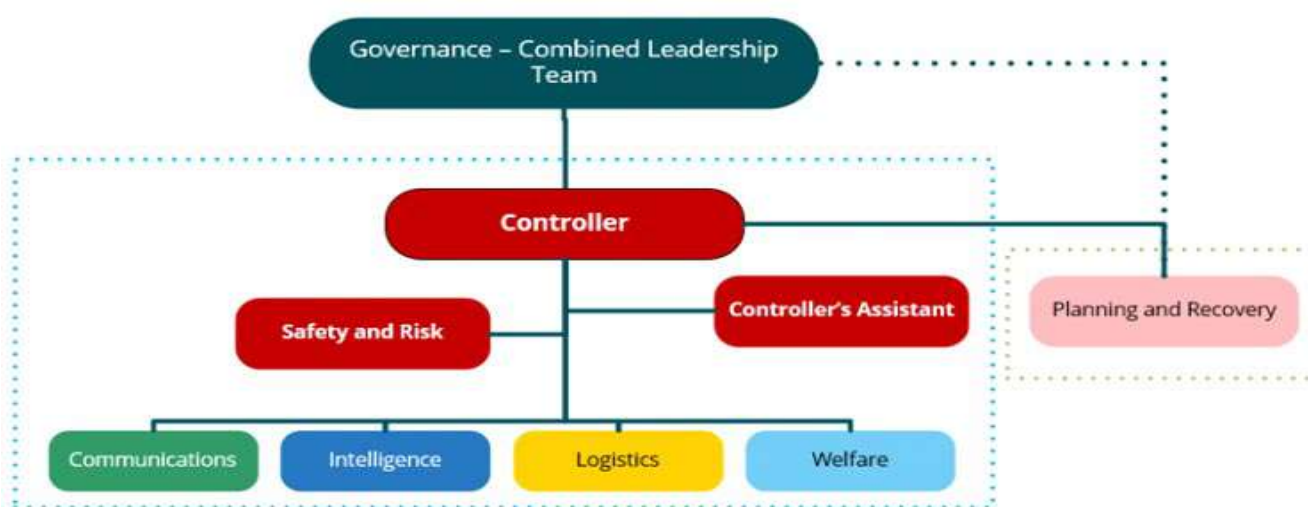 Governance – Combined Leadership
Team
Controller
Controller's Assistant
Safety and Risk
Planning and Recovery
Communications
Intelligence
Logistics
Welfare